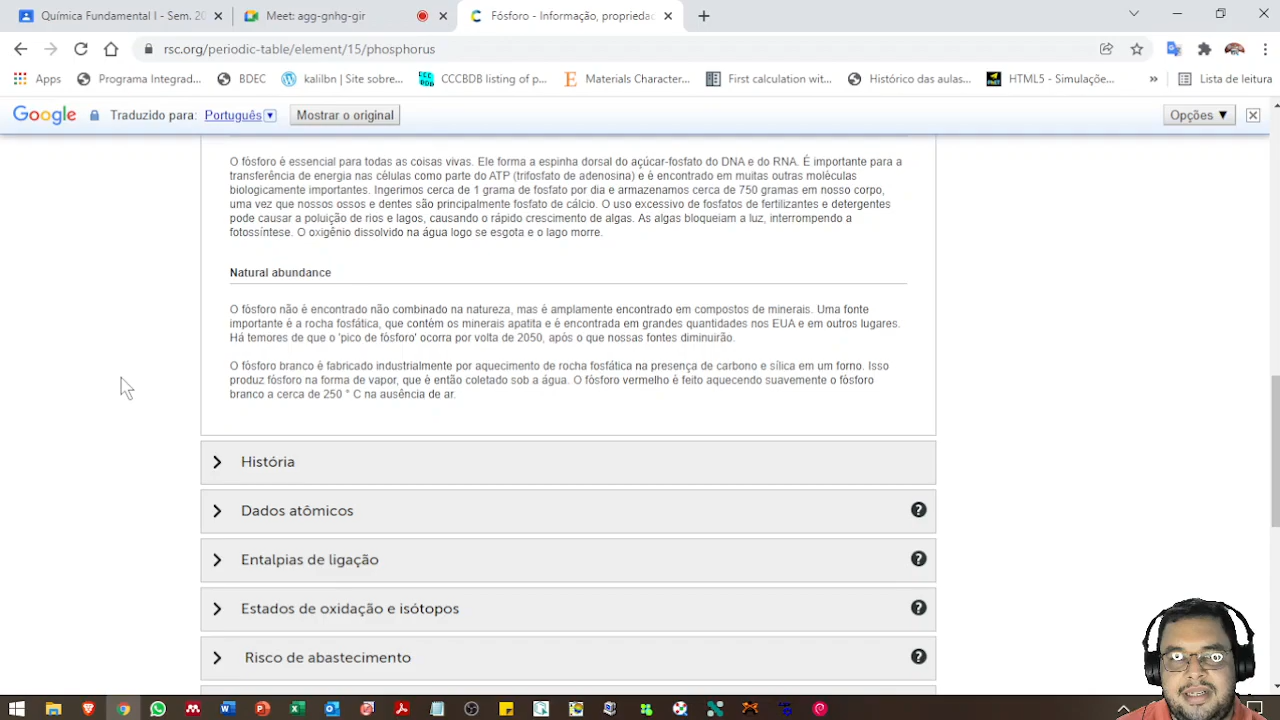 Química Fundamental I - Sem. 20
Meet: agg-gnhg-gir
Fósforo - Informação, propriedad
rsc.org/periodic-table/element/15/phosphorus
Apps
Programa Integrad...
BDEC
kalilbn | Site sobre...
CCCBDB listing of p...
Materials Character...
First calculation wit...
Histórico das aulas...
HTML5 - Simulaçõe...
»
Lista de leitura
Google
Traduzido para:
Português
Mostrar o original
Opções ▼
O fósforo é essencial para todas as coisas vivas. Ele forma a espinha dorsal do açúcar-fosfato do DNA e do RNA. É importante para a
transferência de energia nas células como parte do ATP (trifosfato de adenosina) e é encontrado em muitas outras moléculas
biologicamente importantes. Ingerimos cerca de 1 grama de fosfato por dia e armazenamos cerca de 750 gramas em nosso corpo,
uma vez que nossos ossos e dentes são principalmente fosfato de cálcio. O uso excessivo de fosfatos de fertilizantes e detergentes
pode causar a poluição de rios e lagos, causando o rápido crescimento de algas. As algas bloqueiam a luz, interrompendo a
fotossíntese. O oxigênio dissolvido na água logo se esgota e o lago morre.
Natural abundance
O fósforo não é encontrado não combinado na natureza, mas é amplamente encontrado em compostos de minerais. Uma fonte
importante é a rocha fosfática, que contém os minerais apatita e é encontrada em grandes quantidades nos EUA e em outros lugares.
Há temores de que o 'pico de fósforo' ocorra por volta de 2050, após o que nossas fontes diminuirão.
O fósforo branco é fabricado industrialmente por aquecimento de rocha fosfática na presença de carbono e sílica em um forno. Isso
produz fósforo na forma de vapor, que é então coletado sob a água. O fósforo vermelho é feito aquecendo suavemente o fósforo
branco a cerca de 250 ° C na ausência de ar.
História
Dados atômicos
?
Entalpias de ligação
?
Estados de oxidação e isótopos
?
Risco de abastecimento
?